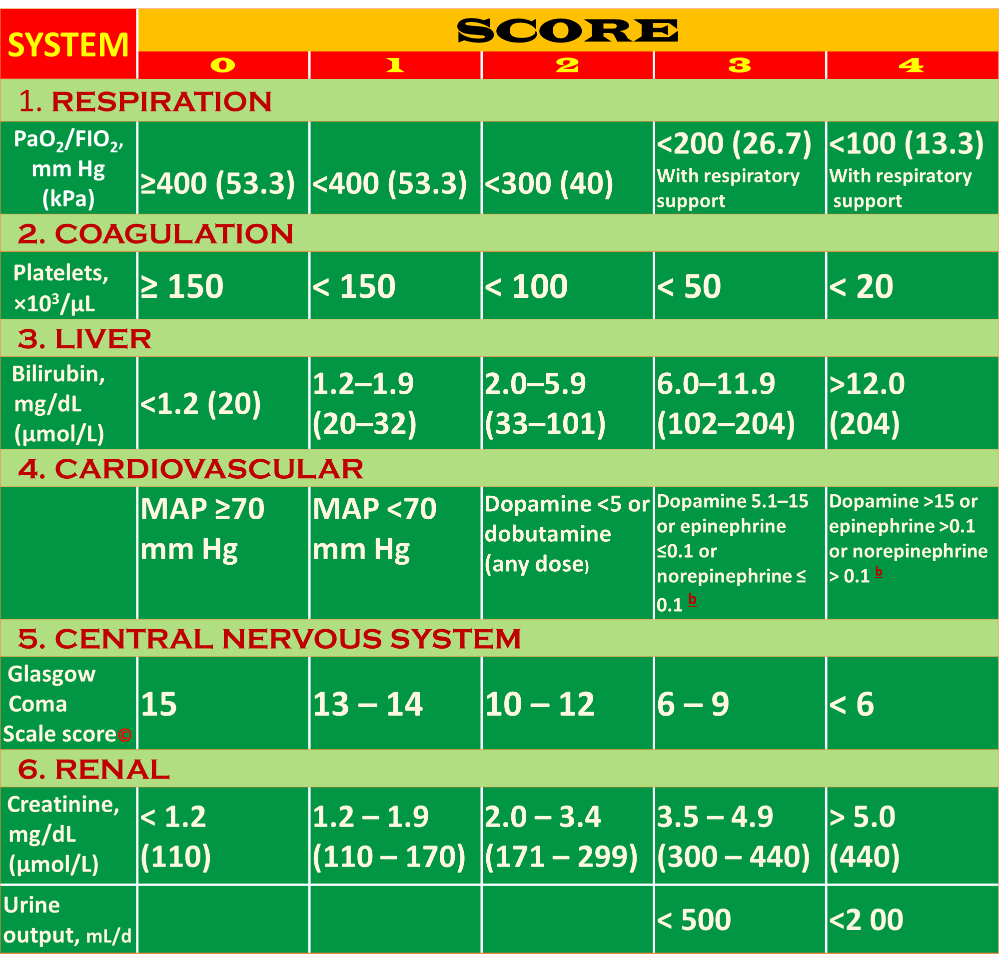 SYSTEM
SCORE
0 1 2 3 4
1. RESPIRATION
PaO₂/FIO₂,
mm Hg
(kPa)
≥400 (53.3)
<400 (53.3)
<300 (40)
<200 (26.7)
With respiratory
support
<100 (13.3)
With respiratory
support
2. COAGULATION
Platelets,
×10³/μL
≥ 150
< 150
< 100
< 50
< 20
3. LIVER
Bilirubin,
mg/dL
(μmol/L)
<1.2 (20)
1.2–1.9
(20–32)
2.0–5.9
(33–101)
6.0–11.9
(102–204)
>12.0
(204)
4. CARDIOVASCULAR
MAP ≥70
mm Hg
MAP <70
mm Hg
Dopamine <5 or
dobutamine
(any dose)
Dopamine 5.1–15
or epinephrine
≤0.1 or
norepinephrine ≤
0.1 b
Dopamine >15 or
epinephrine >0.1
or norepinephrine
> 0.1 b
5. CENTRAL NERVOUS SYSTEM
Glasgow
Coma
Scale score©
15
13 – 14
10 – 12
6 – 9
< 6
6. RENAL
Creatinine,
mg/dL
(μmol/L)
< 1.2
(110)
1.2 – 1.9
(110 – 170)
2.0 – 3.4
(171 – 299)
3.5 – 4.9
(300 – 440)
> 5.0
(440)
Urine
output, mL/d
< 500
<2 00